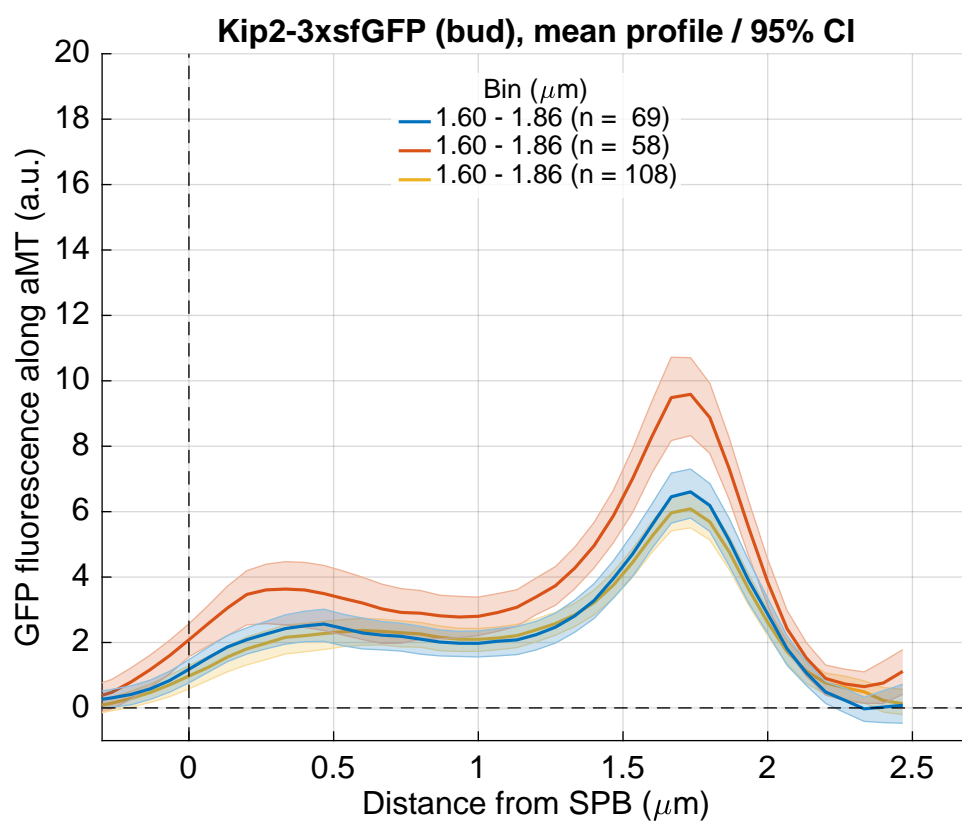 Kip2-3xsfGFP (bud), mean profile / 95% CI
Bin (μm)
1.60 - 1.86 (n = 69)
1.60 - 1.86 (n = 58)
1.60 - 1.86 (n = 108)
GFP fluorescence along aMT (a.u.)
20
18
16
14
12
10
8
6
4
2
0
0 0.5 1 1.5 2 2.5
Distance from SPB (μm)